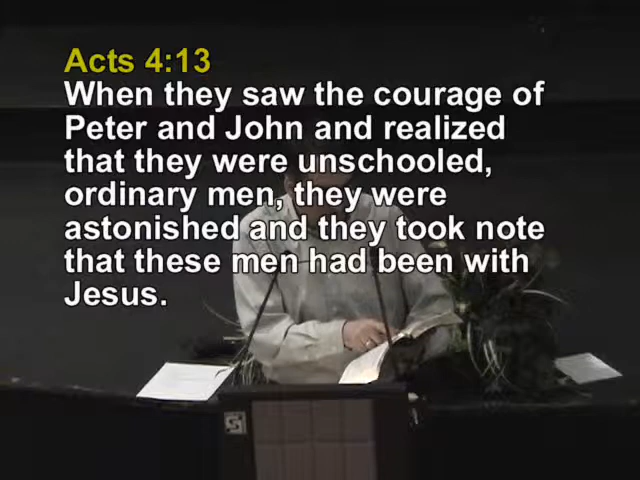 Acts 4:13
When they saw the courage of
Peter and John and realized
that they were unschooled,
ordinary men, they were
astonished and they took note
that these men had been with
Jesus.